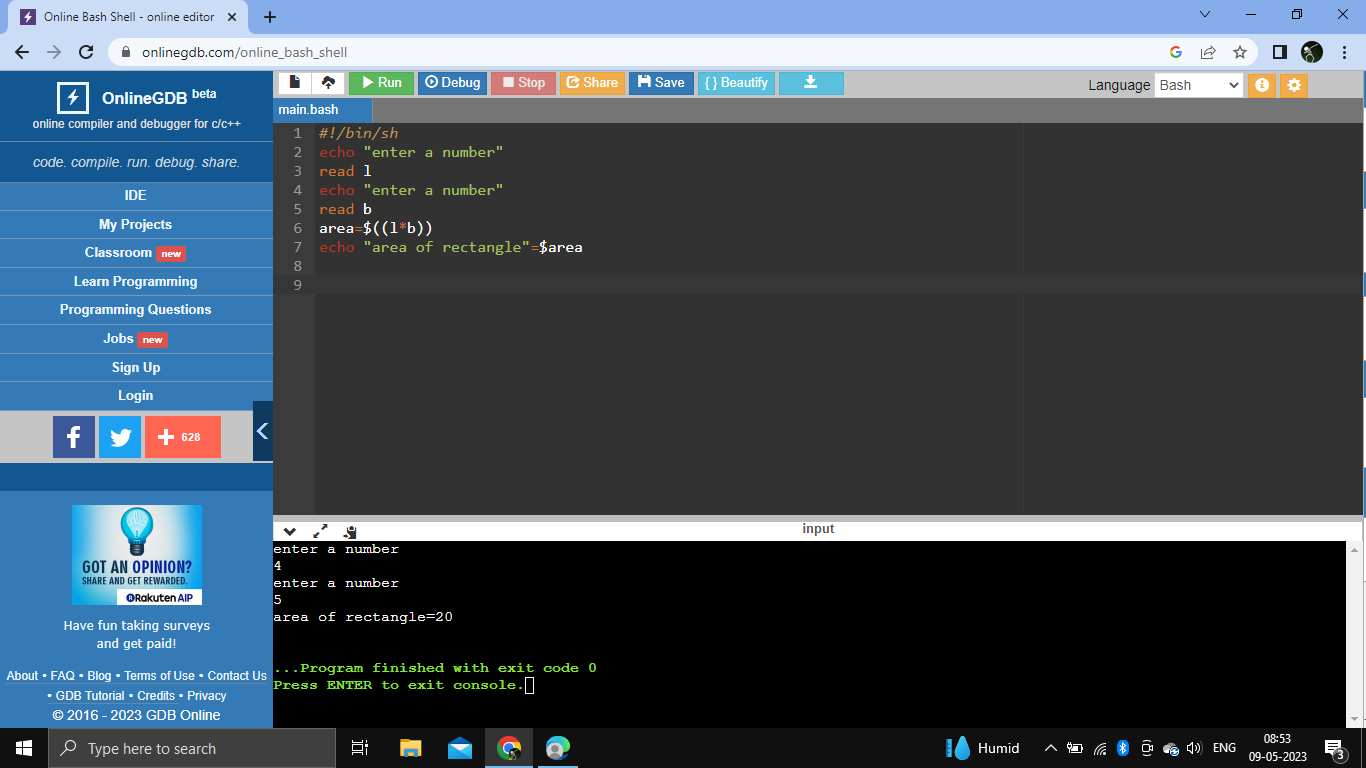 Online Bash Shell - online editor
onlinegdb.com/online_bash_shell
OnlineGDB beta
online compiler and debugger for c/c++
code. compile. run. debug. share.
IDE
My Projects
Classroom new
Learn Programming
Programming Questions
Jobs new
Sign Up
Login
628
GOT AN OPINION?
SHARE AND GET REWARDED.
Rakuten AIP
Have fun taking surveys
and get paid!
About • FAQ • Blog • Terms of Use • Contact Us
• GDB Tutorial • Credits • Privacy
© 2016 - 2023 GDB Online
Run Debug Stop Share Save { } Beautify
Language Bash
main.bash
1 #!/bin/sh
2 echo "enter a number"
3 read l
4 echo "enter a number"
5 read b
6 area=$((l*b))
7 echo "area of rectangle"=$area
8
9
input
enter a number
4
enter a number
5
area of rectangle=20
...Program finished with exit code 0
Press ENTER to exit console.
Type here to search
Humid
ENG
08:53
09-05-2023
3